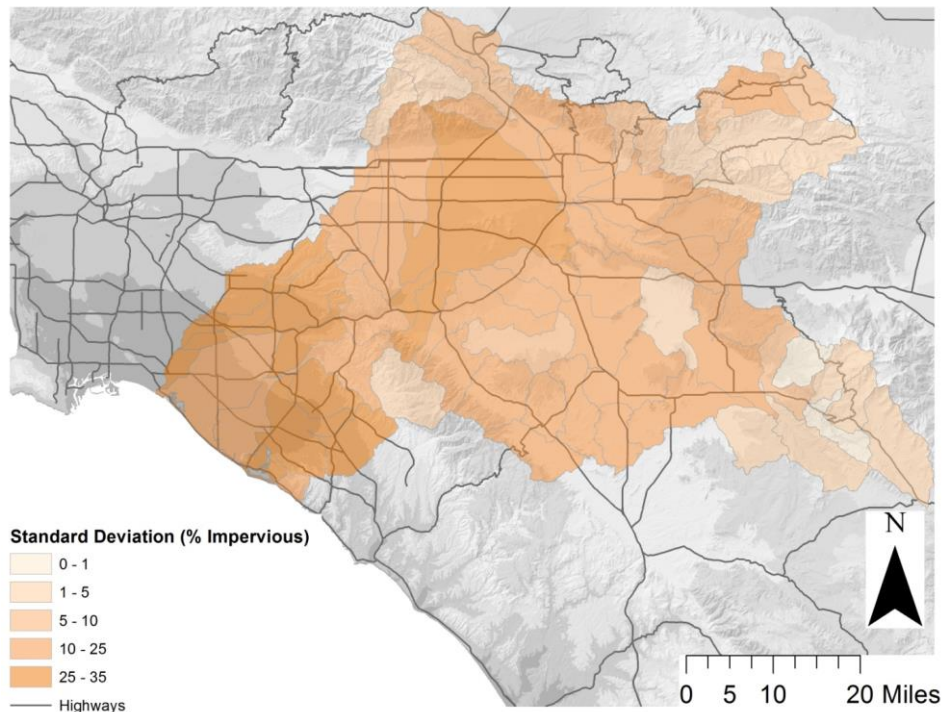 Standard Deviation (% Impervious)
0 - 1
1 - 5
5 - 10
10 - 25
25 - 35
Highways
N
0 5 10 20 Miles